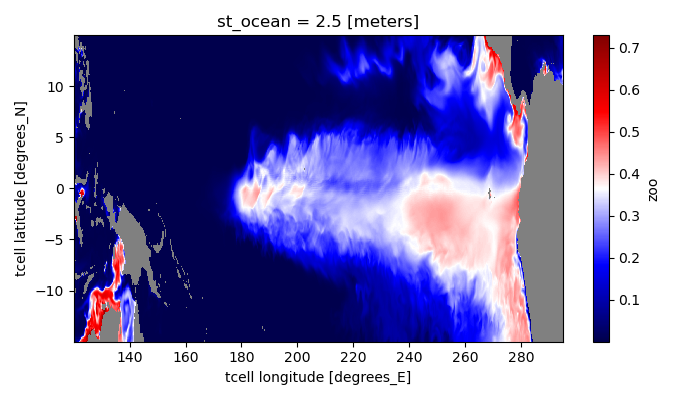 st_ocean = 2.5 [meters]
10
5
0
−5
−10
tcell latitude [degrees_N]
140 160 180 200 220 240 260 280
tcell longitude [degrees_E]
0.7
0.6
0.5
0.4
0.3
0.2
0.1
zoo